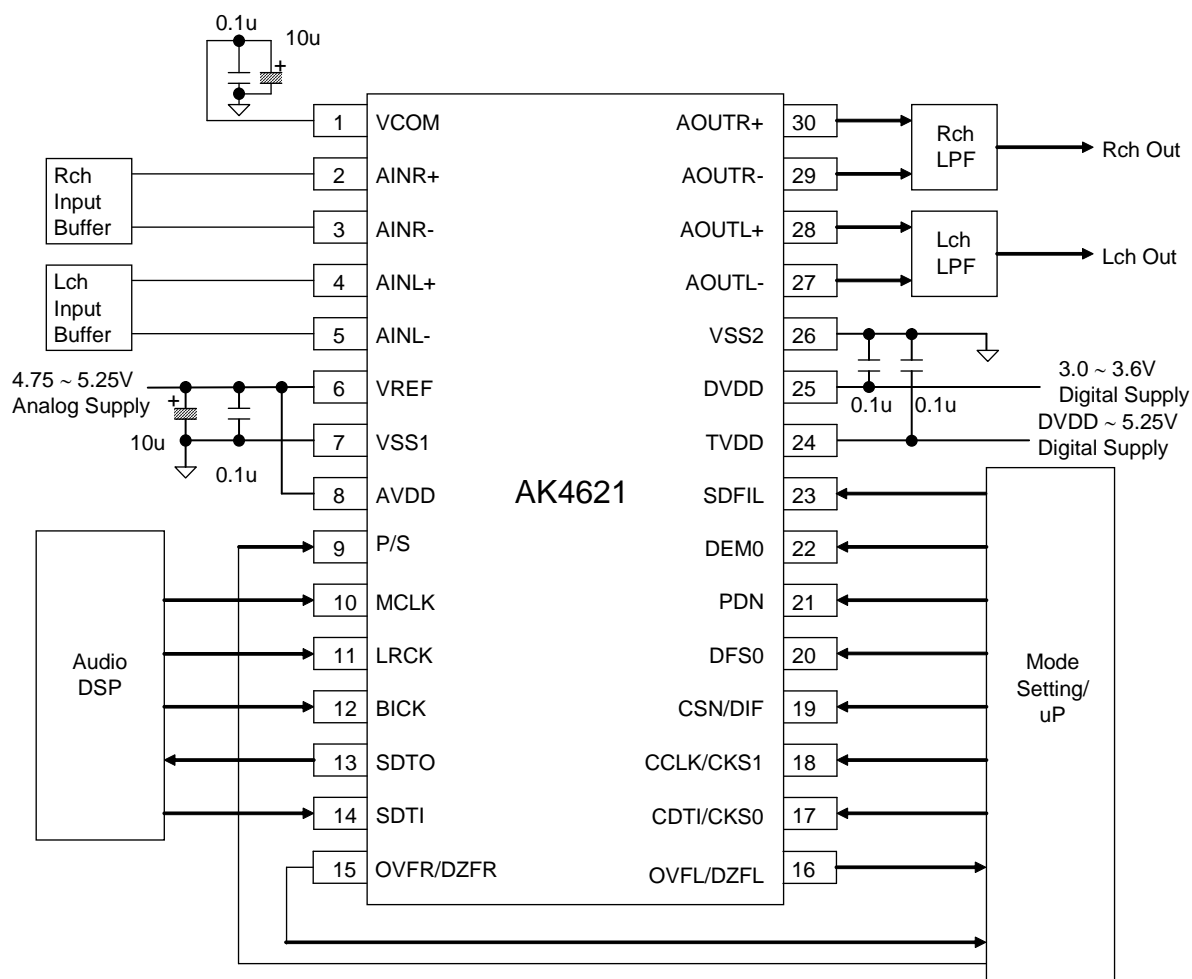 0.1u
10u
+
1 VCOM
2 AINR+
3 AINR-
4 AINL+
5 AINL-
6 VREF
7 VSS1
8 AVDD
9 P/S
10 MCLK
11 LRCK
12 BICK
13 SDTO
14 SDTI
15 OVFR/DZFR
AK4621
AOUTR+ 30
AOUTR- 29
AOUTL+ 28
AOUTL- 27
VSS2 26
DVDD 25
TVDD 24
SDFIL 23
DEM0 22
PDN 21
DFS0 20
CSN/DIF 19
CCLK/CKS1 18
CDTI/CKS0 17
OVFL/DZFL 16
Rch
Input
Buffer
Lch
Input
Buffer
4.75 ~ 5.25V
Analog Supply
+
10u
0.1u
Audio
DSP
Rch
LPF
Rch Out
Lch
LPF
Lch Out
0.1u
0.1u
3.0 ~ 3.6V
Digital Supply
DVDD ~ 5.25V
Digital Supply
Mode
Setting/
uP